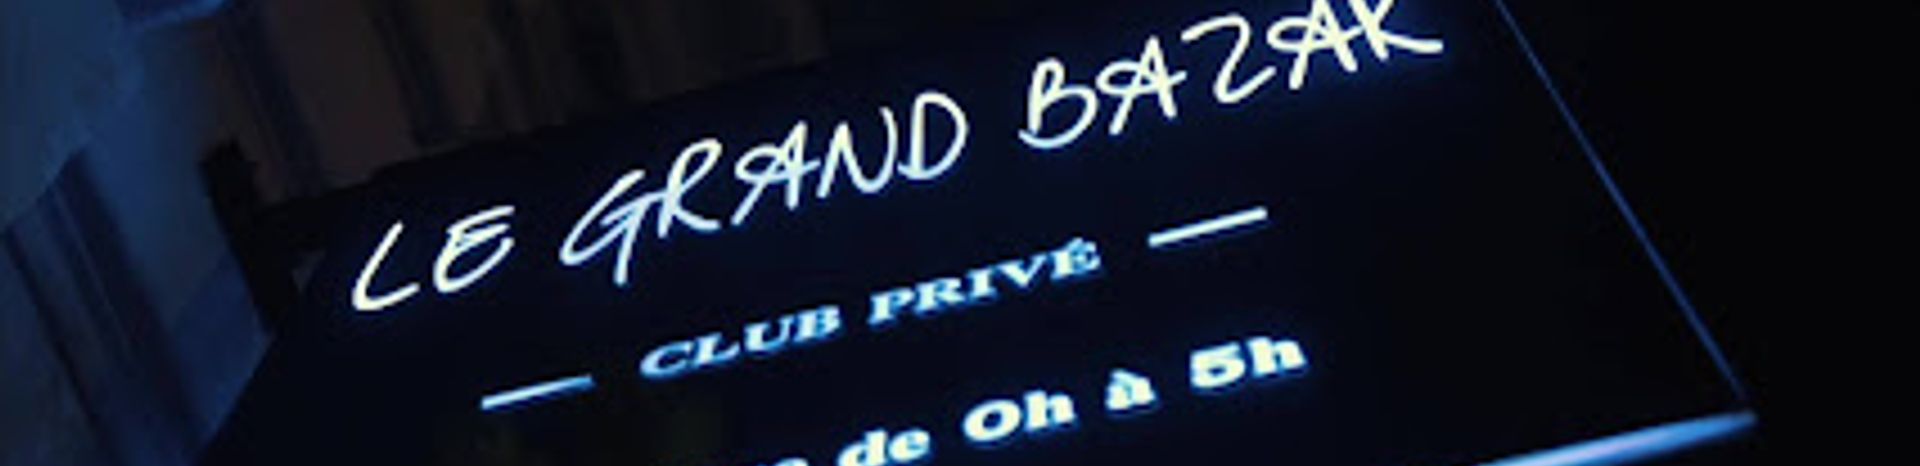 LE GRAND BAZAR
— CLUB PRIVÉ —
de 0h à 5h